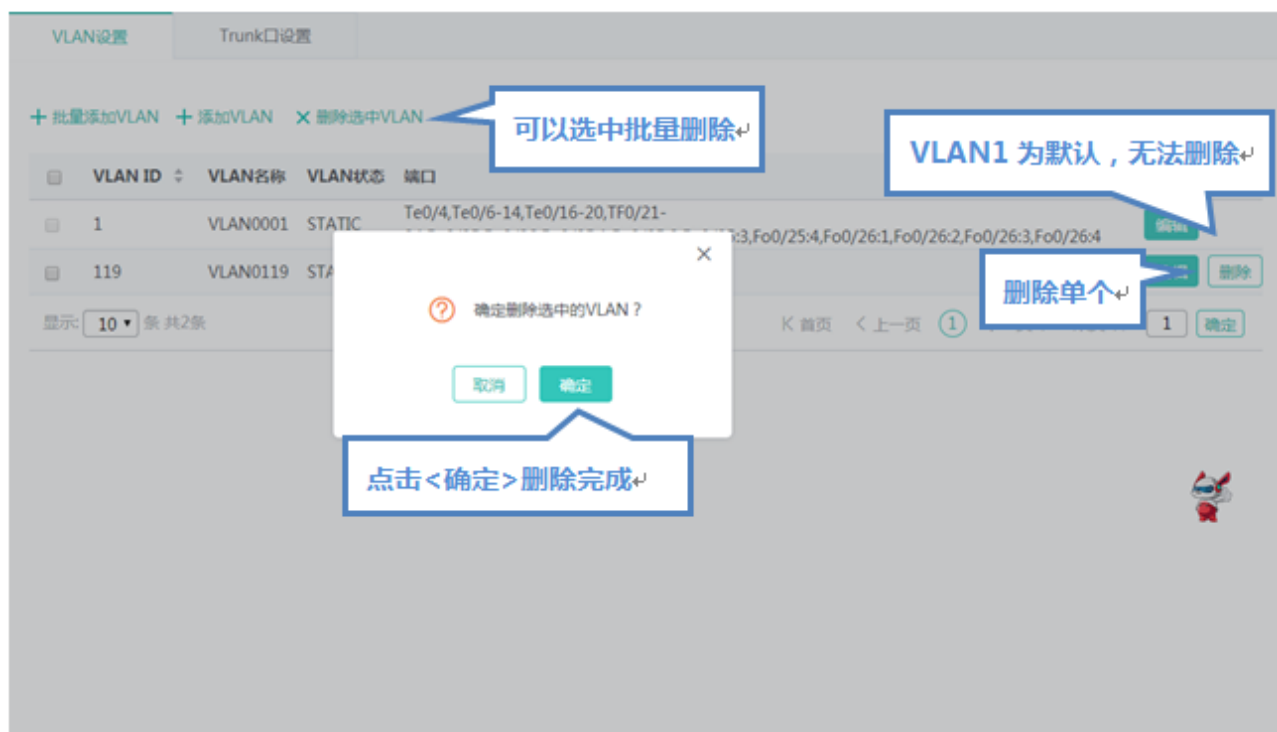 VLAN设置 Trunk口设置
批量添加VLAN 添加VLAN 删除选中VLAN
可以选中批量删除
VLAN1 为默认，无法删除
VLAN ID VLAN名称 VLAN状态 端口
1 VLAN0001 STATIC Te0/4,Te0/6-14,Te0/16-20,TF0/21-
:3,Fo0/25:4,Fo0/26:1,Fo0/26:2,Fo0/26:3,Fo0/26:4 编辑
119 VLAN0119 STA 删除
删除单个
确定删除选中的VLAN？
显示: 10 条 共2条 首页 上一页 1 1 确定
取消 确定
点击<确定>删除完成